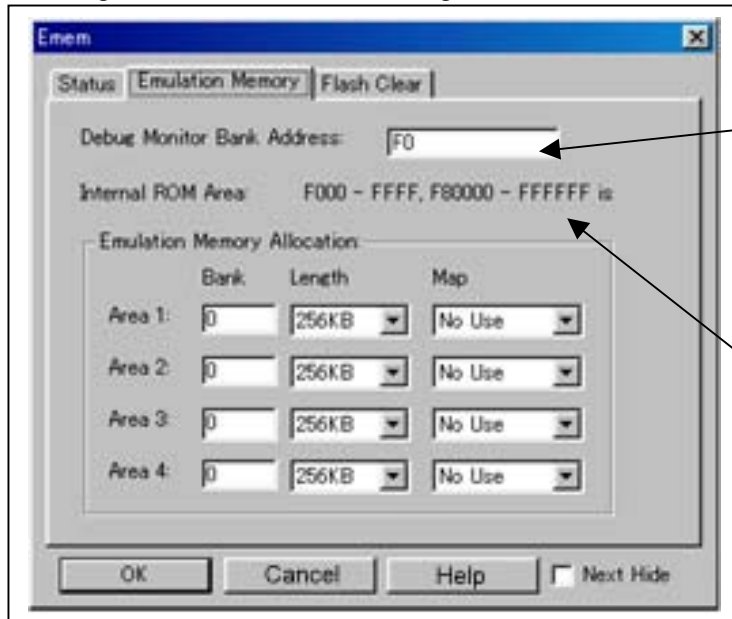 Emem
Status Emulation Memory Flash Clear
Debug Monitor Bank Address: F0
Internal ROM Area: F000 - FFFF, F80000 - FFFFFF is
Emulation Memory Allocation
Bank Length Map
Area 1: 0 256KB No Use
Area 2: 0 256KB No Use
Area 3: 0 256KB No Use
Area 4: 0 256KB No Use
OK Cancel Help Next Hide